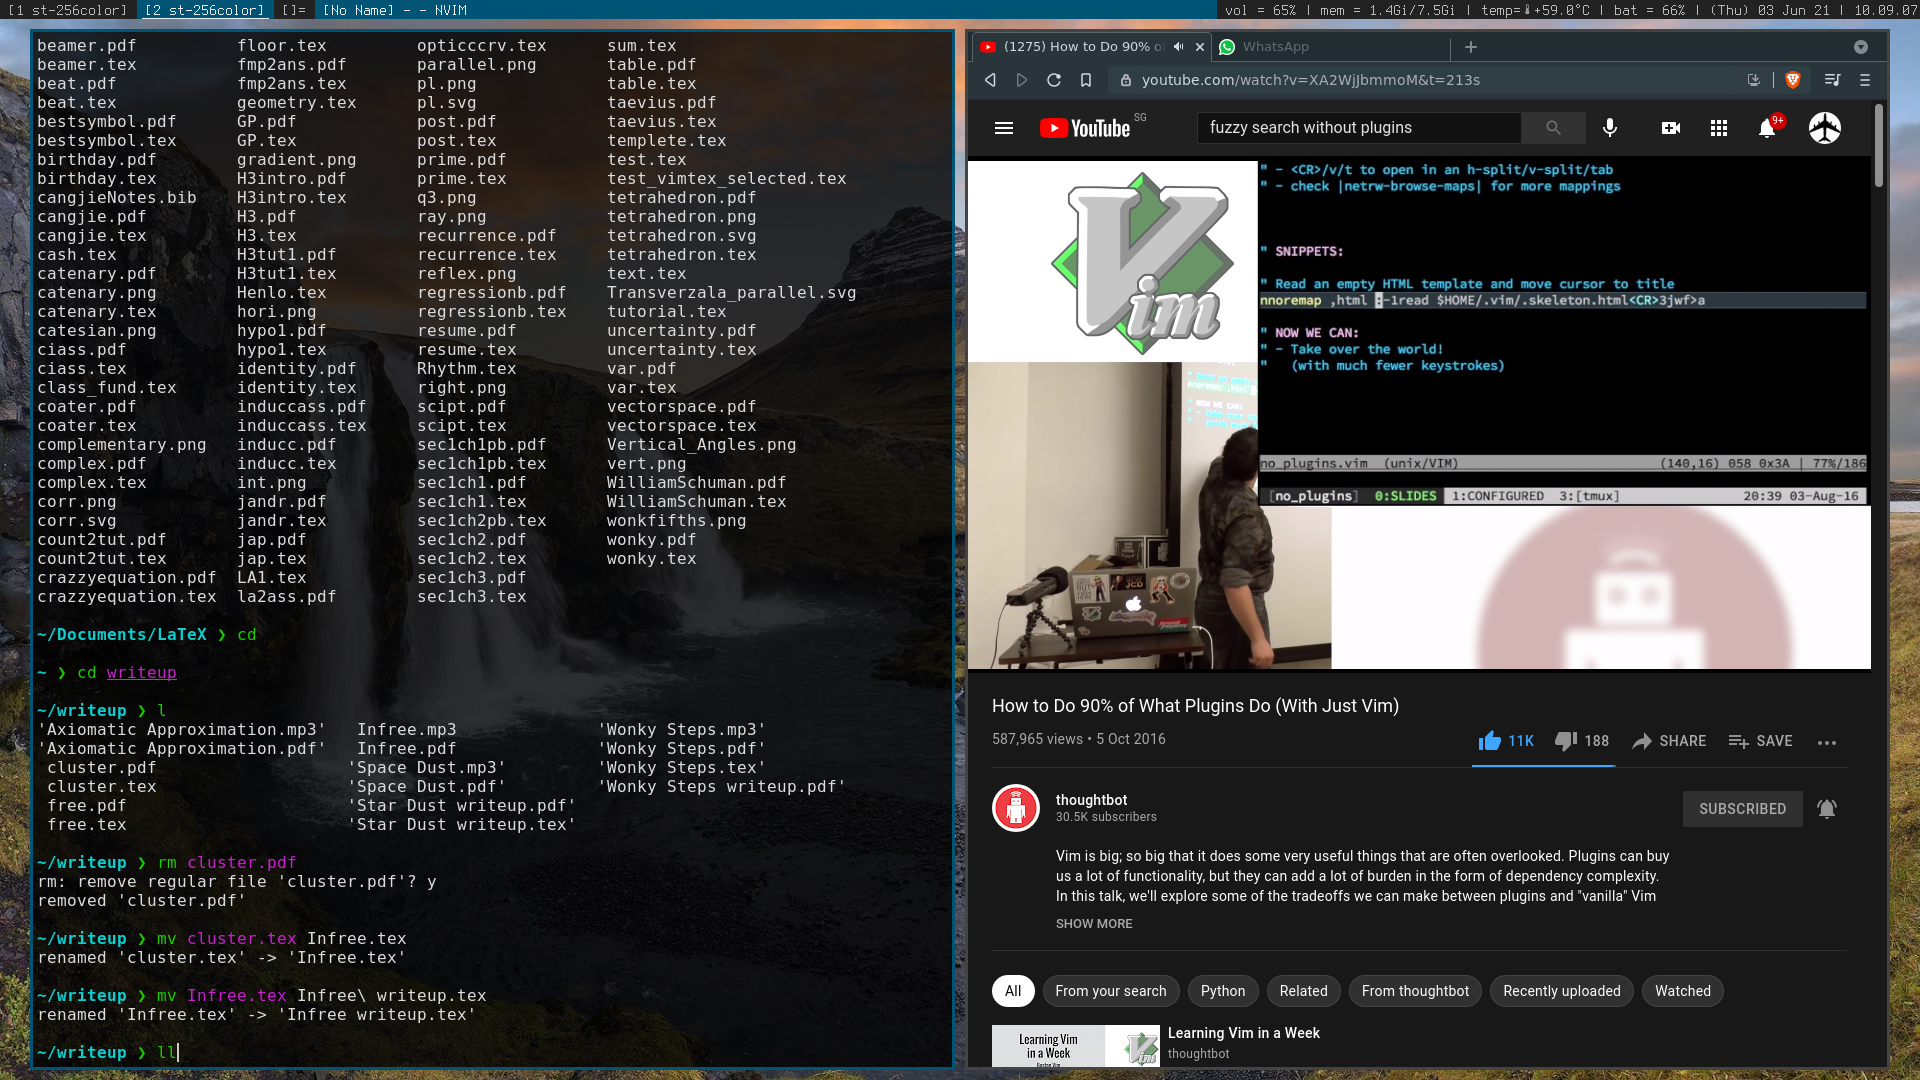 [1 st-256color] [2 st-256color] []= [No Name] - - NVIM
vol = 65% | mem = 1.4Gi/7.5Gi | temp=🌡+59.0°C | bat = 66% | (Thu) 03 Jun 21 | 10.09.07
beamer.pdf floor.tex opticccrv.tex sum.tex
beamer.tex fmp2ans.pdf parallel.png table.pdf
beat.pdf fmp2ans.tex pl.png table.tex
beat.tex geometry.tex pl.svg taevius.pdf
bestsymbol.pdf GP.pdf post.pdf taevius.tex
bestsymbol.tex GP.tex post.tex templete.tex
birthday.pdf gradient.png prime.pdf test.tex
birthday.tex H3intro.pdf prime.tex test_vimtex_selected.tex
cangjieNotes.bib H3intro.tex q3.png tetrahedron.pdf
cangjie.pdf H3.pdf ray.png tetrahedron.png
cangjie.tex H3.tex recurrence.pdf tetrahedron.svg
cash.tex H3tut1.pdf recurrence.tex tetrahedron.tex
catenary.pdf H3tut1.tex reflex.png text.tex
catenary.png Henlo.tex regressionb.pdf Transverzala_parallel.svg
catenary.tex hori.png regressionb.tex tutorial.tex
catesian.png hypo1.pdf resume.pdf uncertainty.pdf
ciass.pdf hypo1.tex resume.tex uncertainty.tex
ciass.tex identity.pdf Rhythm.tex var.pdf
class_fund.tex identity.tex right.png var.tex
coater.pdf induccass.pdf scipt.pdf vectorspace.pdf
coater.tex induccass.tex scipt.tex vectorspace.tex
complementary.png inducc.pdf sec1ch1pb.pdf Vertical_Angles.png
complex.pdf inducc.tex sec1ch1pb.tex vert.png
complex.tex int.png sec1ch1.pdf WilliamSchuman.pdf
corr.png jandr.pdf sec1ch1.tex WilliamSchuman.tex
corr.svg jandr.tex sec1ch2pb.tex wonkfifths.png
count2tut.pdf jap.pdf sec1ch2.pdf wonky.pdf
count2tut.tex jap.tex sec1ch2.tex wonky.tex
crazzyequation.pdf LA1.tex sec1ch3.pdf
crazzyequation.tex la2ass.pdf sec1ch3.tex
~/Documents/LaTeX ❯ cd
~ ❯ cd writeup
~/writeup ❯ l
'Axiomatic Approximation.mp3' Infree.mp3 'Wonky Steps.mp3'
'Axiomatic Approximation.pdf' Infree.pdf 'Wonky Steps.pdf'
cluster.pdf 'Space Dust.mp3' 'Wonky Steps.tex'
cluster.tex 'Space Dust.pdf' 'Wonky Steps writeup.pdf'
free.pdf 'Star Dust writeup.pdf'
free.tex 'Star Dust writeup.tex'
~/writeup ❯ rm cluster.pdf
rm: remove regular file 'cluster.pdf'? y
removed 'cluster.pdf'
~/writeup ❯ mv cluster.tex Infree.tex
renamed 'cluster.tex' -> 'Infree.tex'
~/writeup ❯ mv Infree.tex Infree\ writeup.tex
renamed 'Infree.tex' -> 'Infree writeup.tex'
~/writeup ❯ ll
(1275) How to Do 90% o
WhatsApp
youtube.com/watch?v=XA2WjJbmmoM&t=213s
YouTube SG
fuzzy search without plugins
9+
" - <CR>/v/t to open in an h-split/v-split/tab
" - check |netrw-browse-maps| for more mappings
" SNIPPETS:
" Read an empty HTML template and move cursor to title
nnoremap ,html :-1read $HOME/.vim/.skeleton.html<CR>3jwf>a
" NOW WE CAN:
" - Take over the world!
" (with much fewer keystrokes)
no_plugins.vim (unix/VIM) (140,16) 058 0x3A | 77%/186
[no_plugins] 0:SLIDES 1:CONFIGURED 3:[tmux] 20:39 03-Aug-16
Vim
How to Do 90% of What Plugins Do (With Just Vim)
587,965 views • 5 Oct 2016
11K 188 SHARE SAVE
thoughtbot
30.5K subscribers
SUBSCRIBED
Vim is big; so big that it does some very useful things that are often overlooked. Plugins can buy
us a lot of functionality, but they can add a lot of burden in the form of dependency complexity.
In this talk, we'll explore some of the tradeoffs we can make between plugins and "vanilla" Vim
SHOW MORE
All From your search Python Related From thoughtbot Recently uploaded Watched
Learning Vim
in a Week
Learning Vim in a Week
thoughtbot